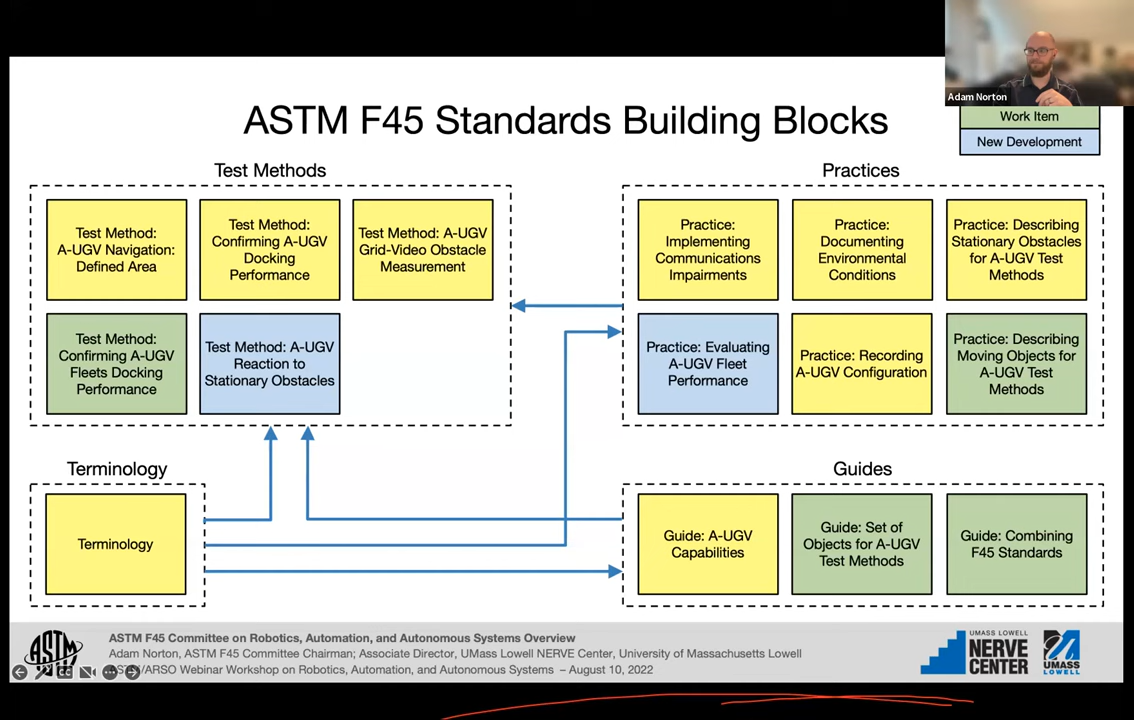 Adam Norton
ASTM F45 Standards Building Blocks
Work Item
New Development
Test Methods
Test Method:
A-UGV Navigation:
Defined Area
Test Method:
Confirming A-UGV
Docking
Performance
Test Method: A-UGV
Grid-Video Obstacle
Measurement
Test Method:
Confirming A-UGV
Fleets Docking
Performance
Test Method: A-UGV
Reaction to
Stationary Obstacles
Practices
Practice:
Implementing
Communications
Impairments
Practice:
Documenting
Environmental
Conditions
Practice: Describing
Stationary Obstacles
for A-UGV Test
Methods
Practice: Evaluating
A-UGV Fleet
Performance
Practice: Recording
A-UGV Configuration
Practice: Describing
Moving Objects for
A-UGV Test
Methods
Terminology
Terminology
Guides
Guide: A-UGV
Capabilities
Guide: Set of
Objects for A-UGV
Test Methods
Guide: Combining
F45 Standards
ASTM
ASTM F45 Committee on Robotics, Automation, and Autonomous Systems Overview
Adam Norton, ASTM F45 Committee Chairman; Associate Director, UMass Lowell NERVE Center, University of Massachusetts Lowell
/ARSO Webinar Workshop on Robotics, Automation, and Autonomous Systems – August 10, 2022
UMASS LOWELL
NERVE
CENTER
UMASS
LOWELL